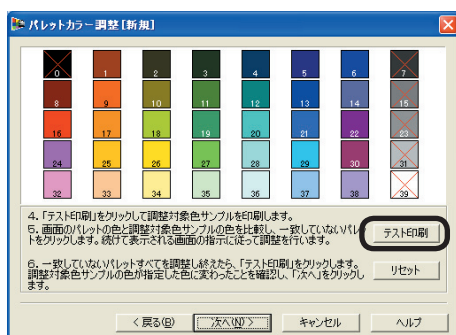 パレットカラー調整[新規]
0 1 2 3 4 5 6 7
8 9 10 11 12 13 14 15
16 17 18 19 20 21 22 23
24 25 26 27 28 29 30 31
32 33 34 35 36 37 38 39
4. 「テスト印刷」をクリックして調整対象色サンプルを印刷します。
5. 画面のパレットの色と調整対象色サンプルの色を比較し、一致していないパレッ
トをクリックします。続けて表示される画面の指示に従って調整を行います。
テスト印刷
6. 一致していないパレットすべてを調整し終えたら、「テスト印刷」をクリックします。
調整対象色サンプルの色が指定した色に変わったことを確認し、「次へ」をクリックし
ます。
リセット
< 戻る(B) 次へ(N) > キャンセル ヘルプ